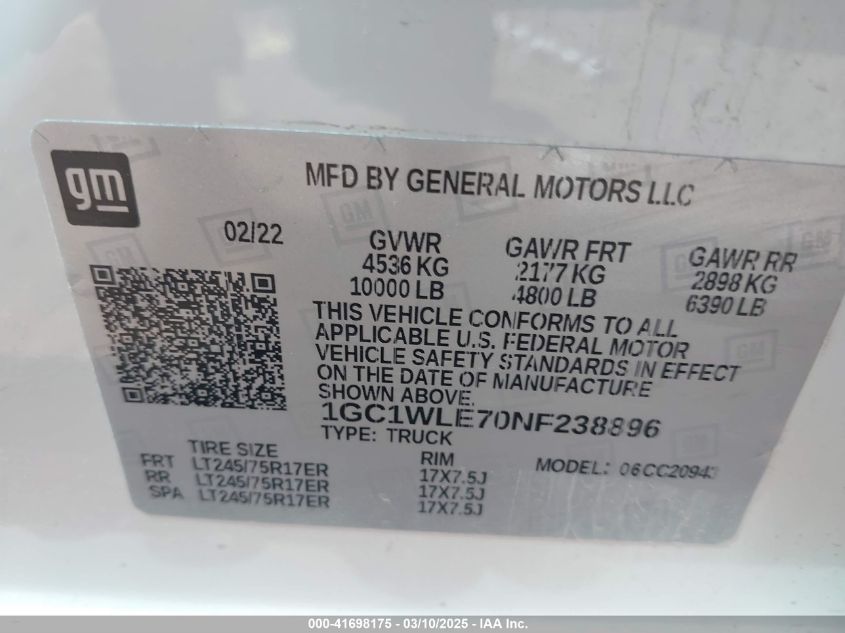 gm
MFD BY GENERAL MOTORS LLC
02/22
GVWR
4536 KG
10000 LB
GAWR FRT
2177 KG
4800 LB
GAWR RR
2898 KG
6390 LB
THIS VEHICLE CONFORMS TO ALL
APPLICABLE U.S. FEDERAL MOTOR
VEHICLE SAFETY STANDARDS IN EFFECT
ON THE DATE OF MANUFACTURE
SHOWN ABOVE.
1GC1WLE70NF238896
TYPE: TRUCK
MODEL: 06CC20943
TIRE SIZE RIM
FRT LT245/75R17ER 17X7.5J
RR LT245/75R17ER 17X7.5J
SPA LT245/75R17ER 17X7.5J
000-41698175 — 03/10/2025 - IAA Inc.